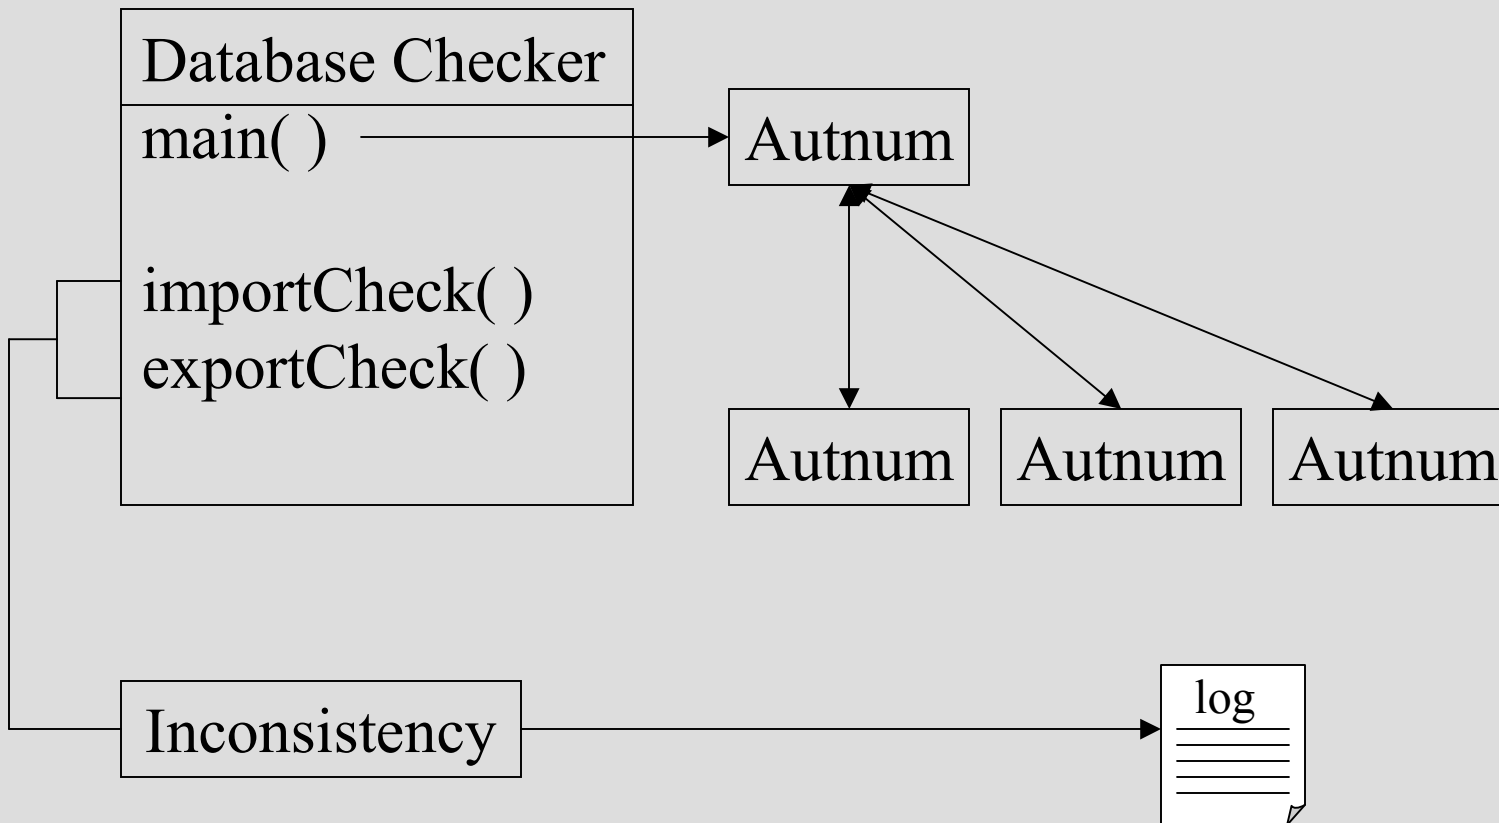 Database Checker
main( )
importCheck( )
exportCheck( )
Autnum
Autnum
Autnum
Autnum
Inconsistency
log